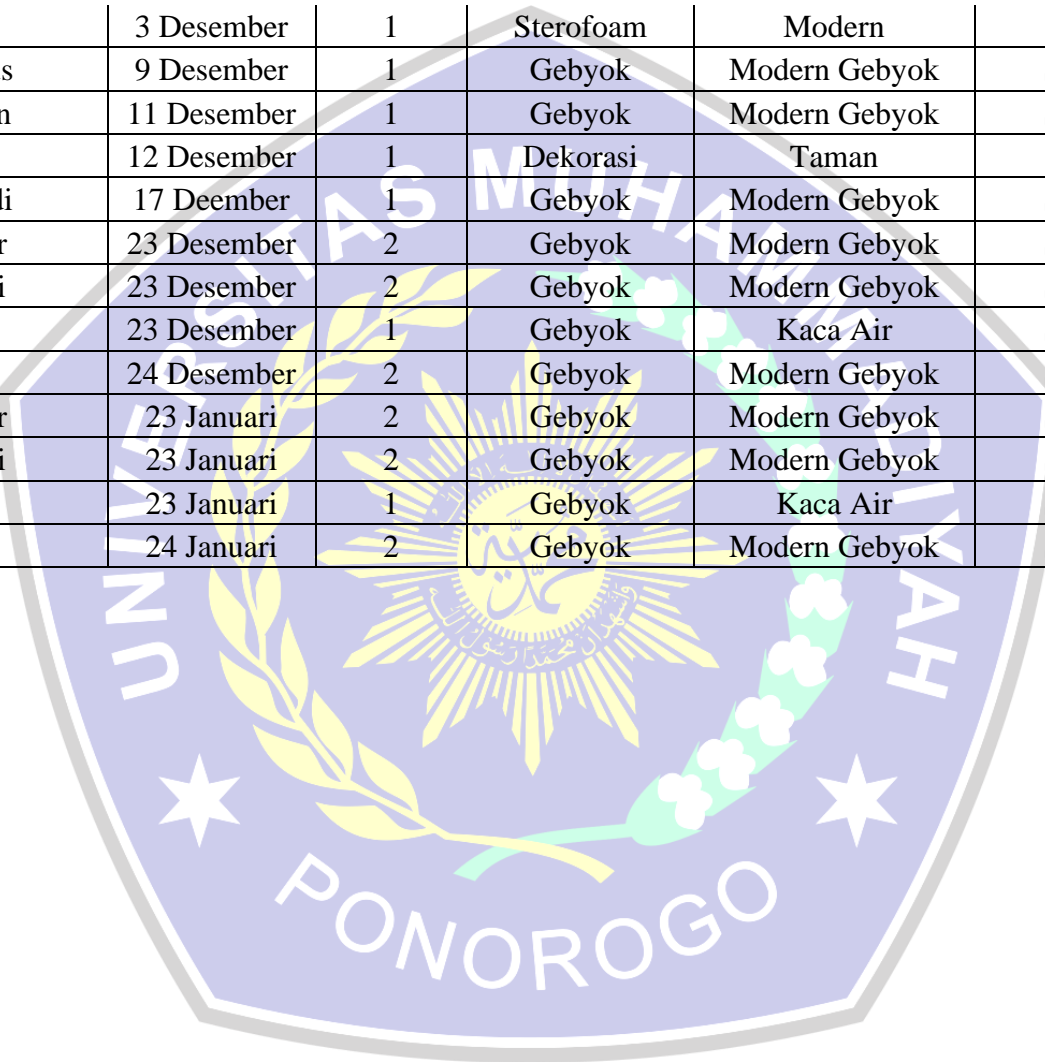 3 Desember 1 Sterofoam Modern
s 9 Desember 1 Gebyok Modern Gebyok
n 11 Desember 1 Gebyok Modern Gebyok
12 Desember 1 Dekorasi Taman
di 17 Deember 1 Gebyok Modern Gebyok
r 23 Desember 2 Gebyok Modern Gebyok
i 23 Desember 2 Gebyok Modern Gebyok
23 Desember 1 Gebyok Kaca Air
24 Desember 2 Gebyok Modern Gebyok
r 23 Januari 2 Gebyok Modern Gebyok
i 23 Januari 2 Gebyok Modern Gebyok
23 Januari 1 Gebyok Kaca Air
24 Januari 2 Gebyok Modern Gebyok
UNIVERSITAS MUHAMMADIYAH
PONOROGO